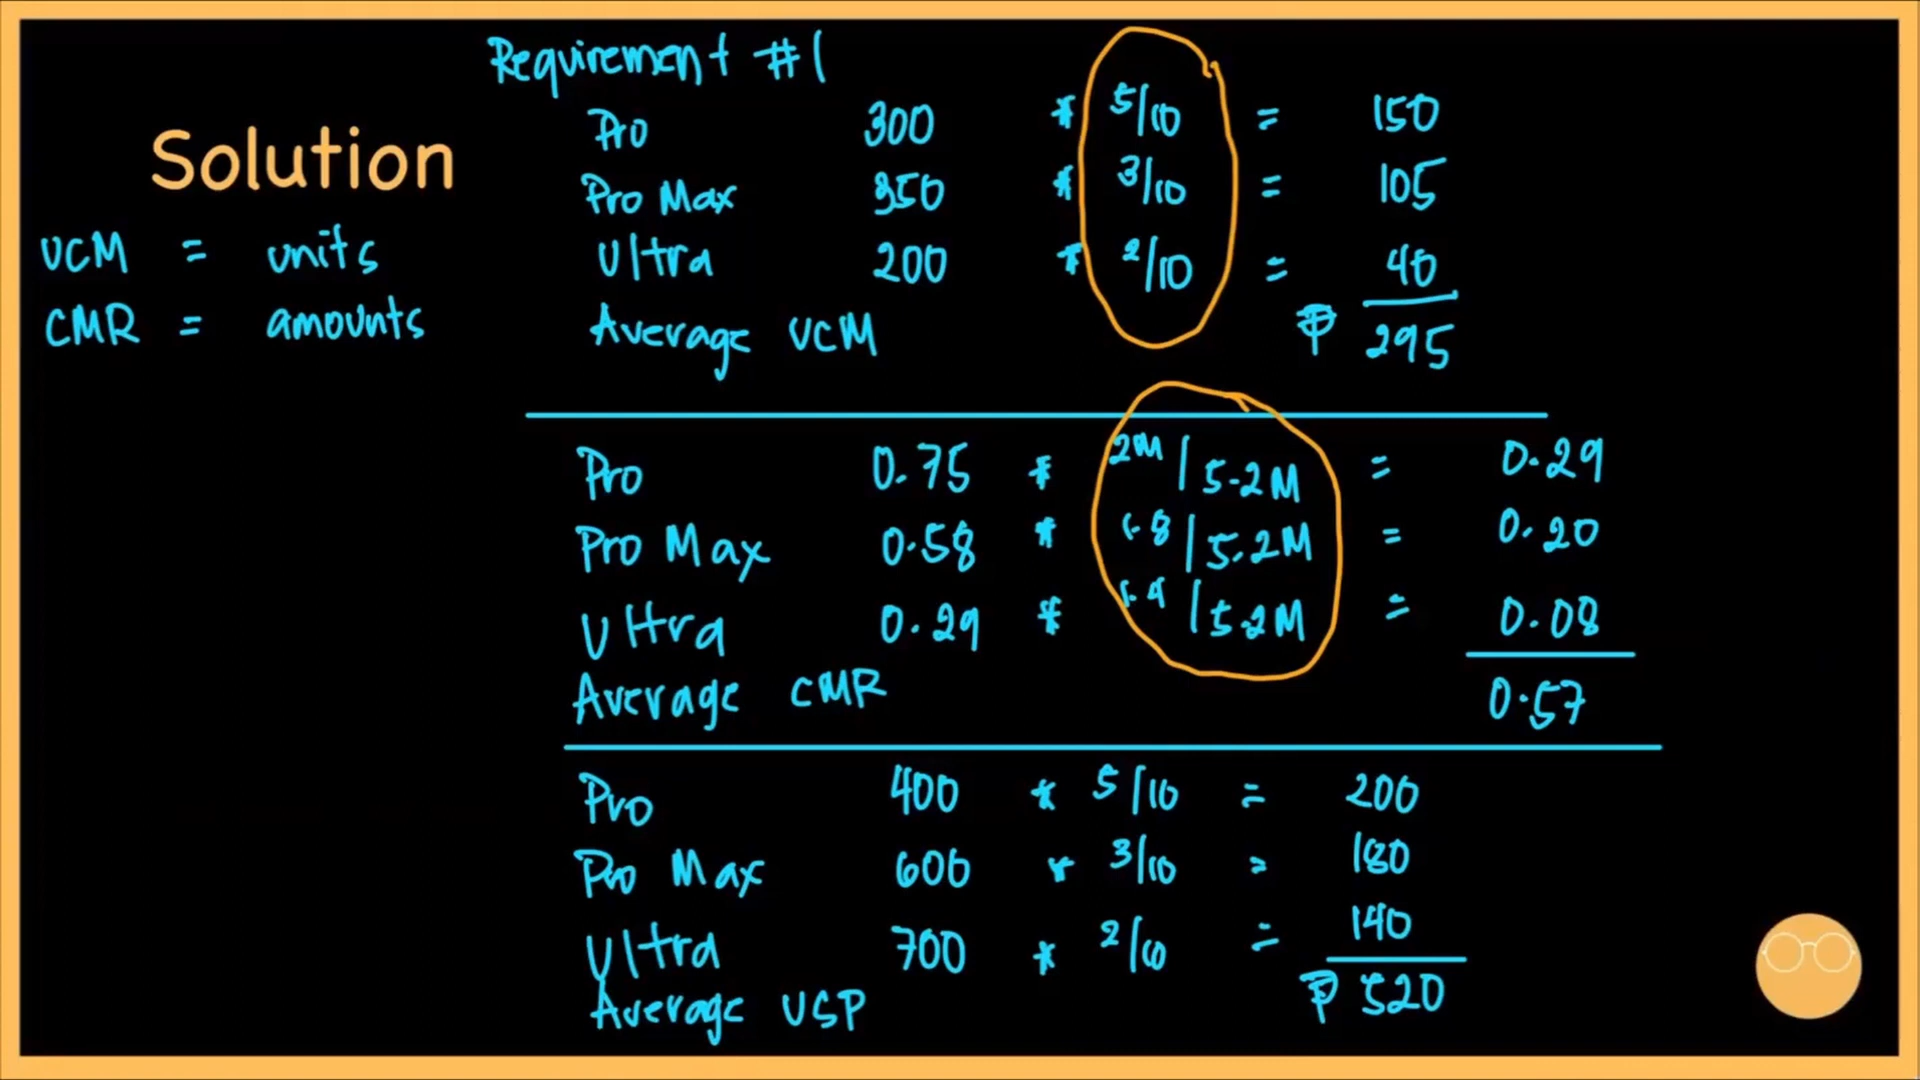 Requirement #1
Solution
Pro 300 * 5/10 = 150
Pro Max 350 * 3/10 = 105
Ultra 200 * 2/10 = 40
Average UCM ₱ 295
UCM = units
CMR = amounts
Pro 0.75 * 2M/5.2M = 0.29
Pro Max 0.58 * 1.8/5.2M = 0.20
Ultra 0.29 * 1.4/5.2M = 0.08
Average CMR 0.57
Pro 400 * 5/10 = 200
Pro Max 600 * 3/10 = 180
Ultra 700 * 2/10 = 140
Average USP ₱ 520